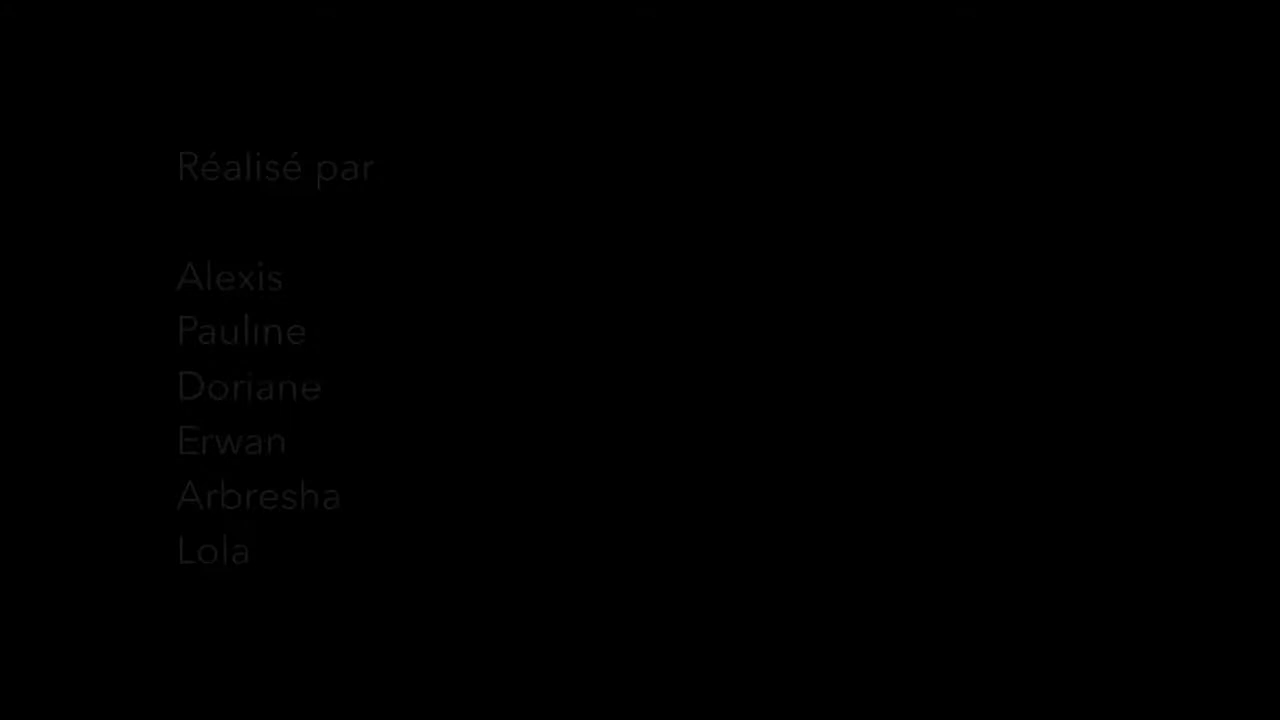 Réalisé par
Alexis
Pauline
Doriane
Erwan
Arbresha
Lola